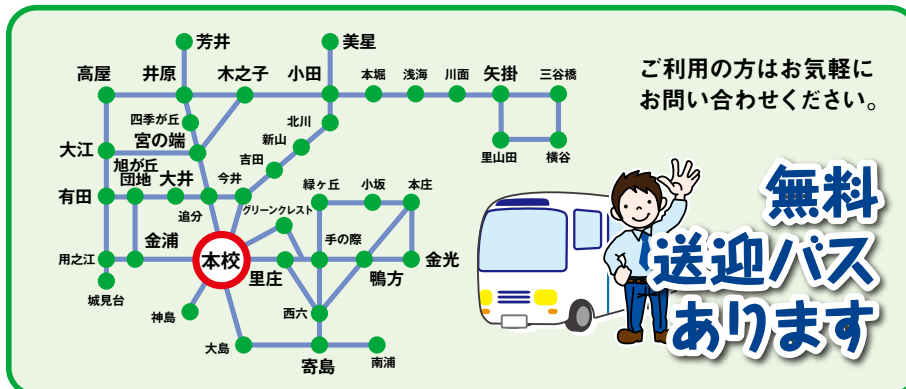 芳井
美星
高屋
井原
木之子
小田
本堀
浅海
川面
矢掛
三谷橋
四季が丘
北川
宮の端
新山
大江
吉田
里山田
横谷
旭が丘
団地
大井
今井
有田
追分
グリーンクレスト
緑ヶ丘
小坂
本庄
金浦
手の際
用之江
本校
里庄
鴨方
金光
城見台
神島
西六
大島
寄島
南浦
ご利用の方はお気軽に
お問い合わせください。
無料
送迎バス
あります